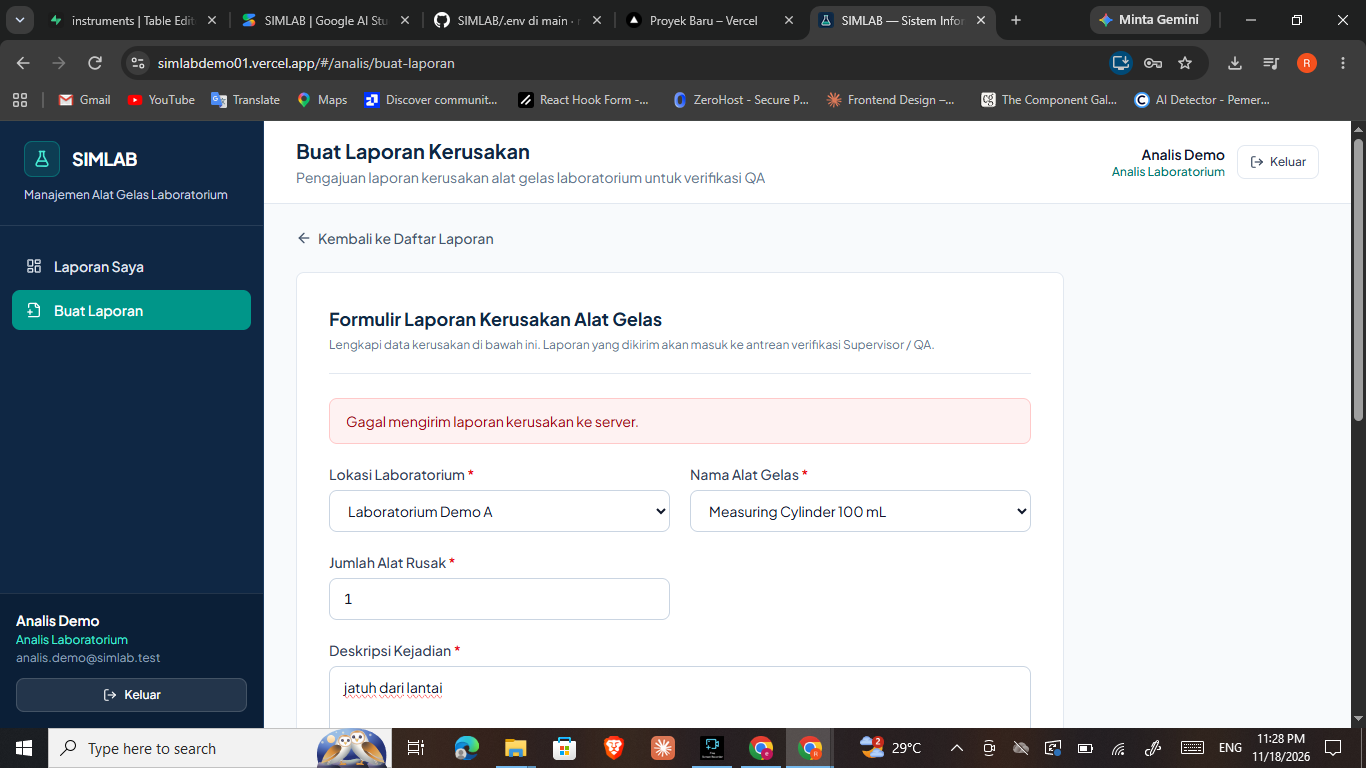 instruments | Table Edit
SIMLAB | Google AI Stu
SIMLAB/.env di main ·
Proyek Baru – Vercel
SIMLAB — Sistem Infor
Minta Gemini
simlabdemo01.vercel.app/#/analis/buat-laporan
R
Gmail
YouTube
Translate
Maps
Discover communit...
React Hook Form -...
ZeroHost - Secure P...
Frontend Design –...
The Component Gal...
AI Detector - Pemer...
SIMLAB
Manajemen Alat Gelas Laboratorium
Laporan Saya
Buat Laporan
Buat Laporan Kerusakan
Pengajuan laporan kerusakan alat gelas laboratorium untuk verifikasi QA
Analis Demo
Analis Laboratorium
Keluar
Kembali ke Daftar Laporan
Formulir Laporan Kerusakan Alat Gelas
Lengkapi data kerusakan di bawah ini. Laporan yang dikirim akan masuk ke antrean verifikasi Supervisor / QA.
Gagal mengirim laporan kerusakan ke server.
Lokasi Laboratorium *
Nama Alat Gelas *
Laboratorium Demo A
Measuring Cylinder 100 mL
Jumlah Alat Rusak *
1
Deskripsi Kejadian *
jatuh dari lantai
Analis Demo
Analis Laboratorium
analis.demo@simlab.test
Keluar
Type here to search
2
29°C
ENG
11:28 PM
11/18/2026